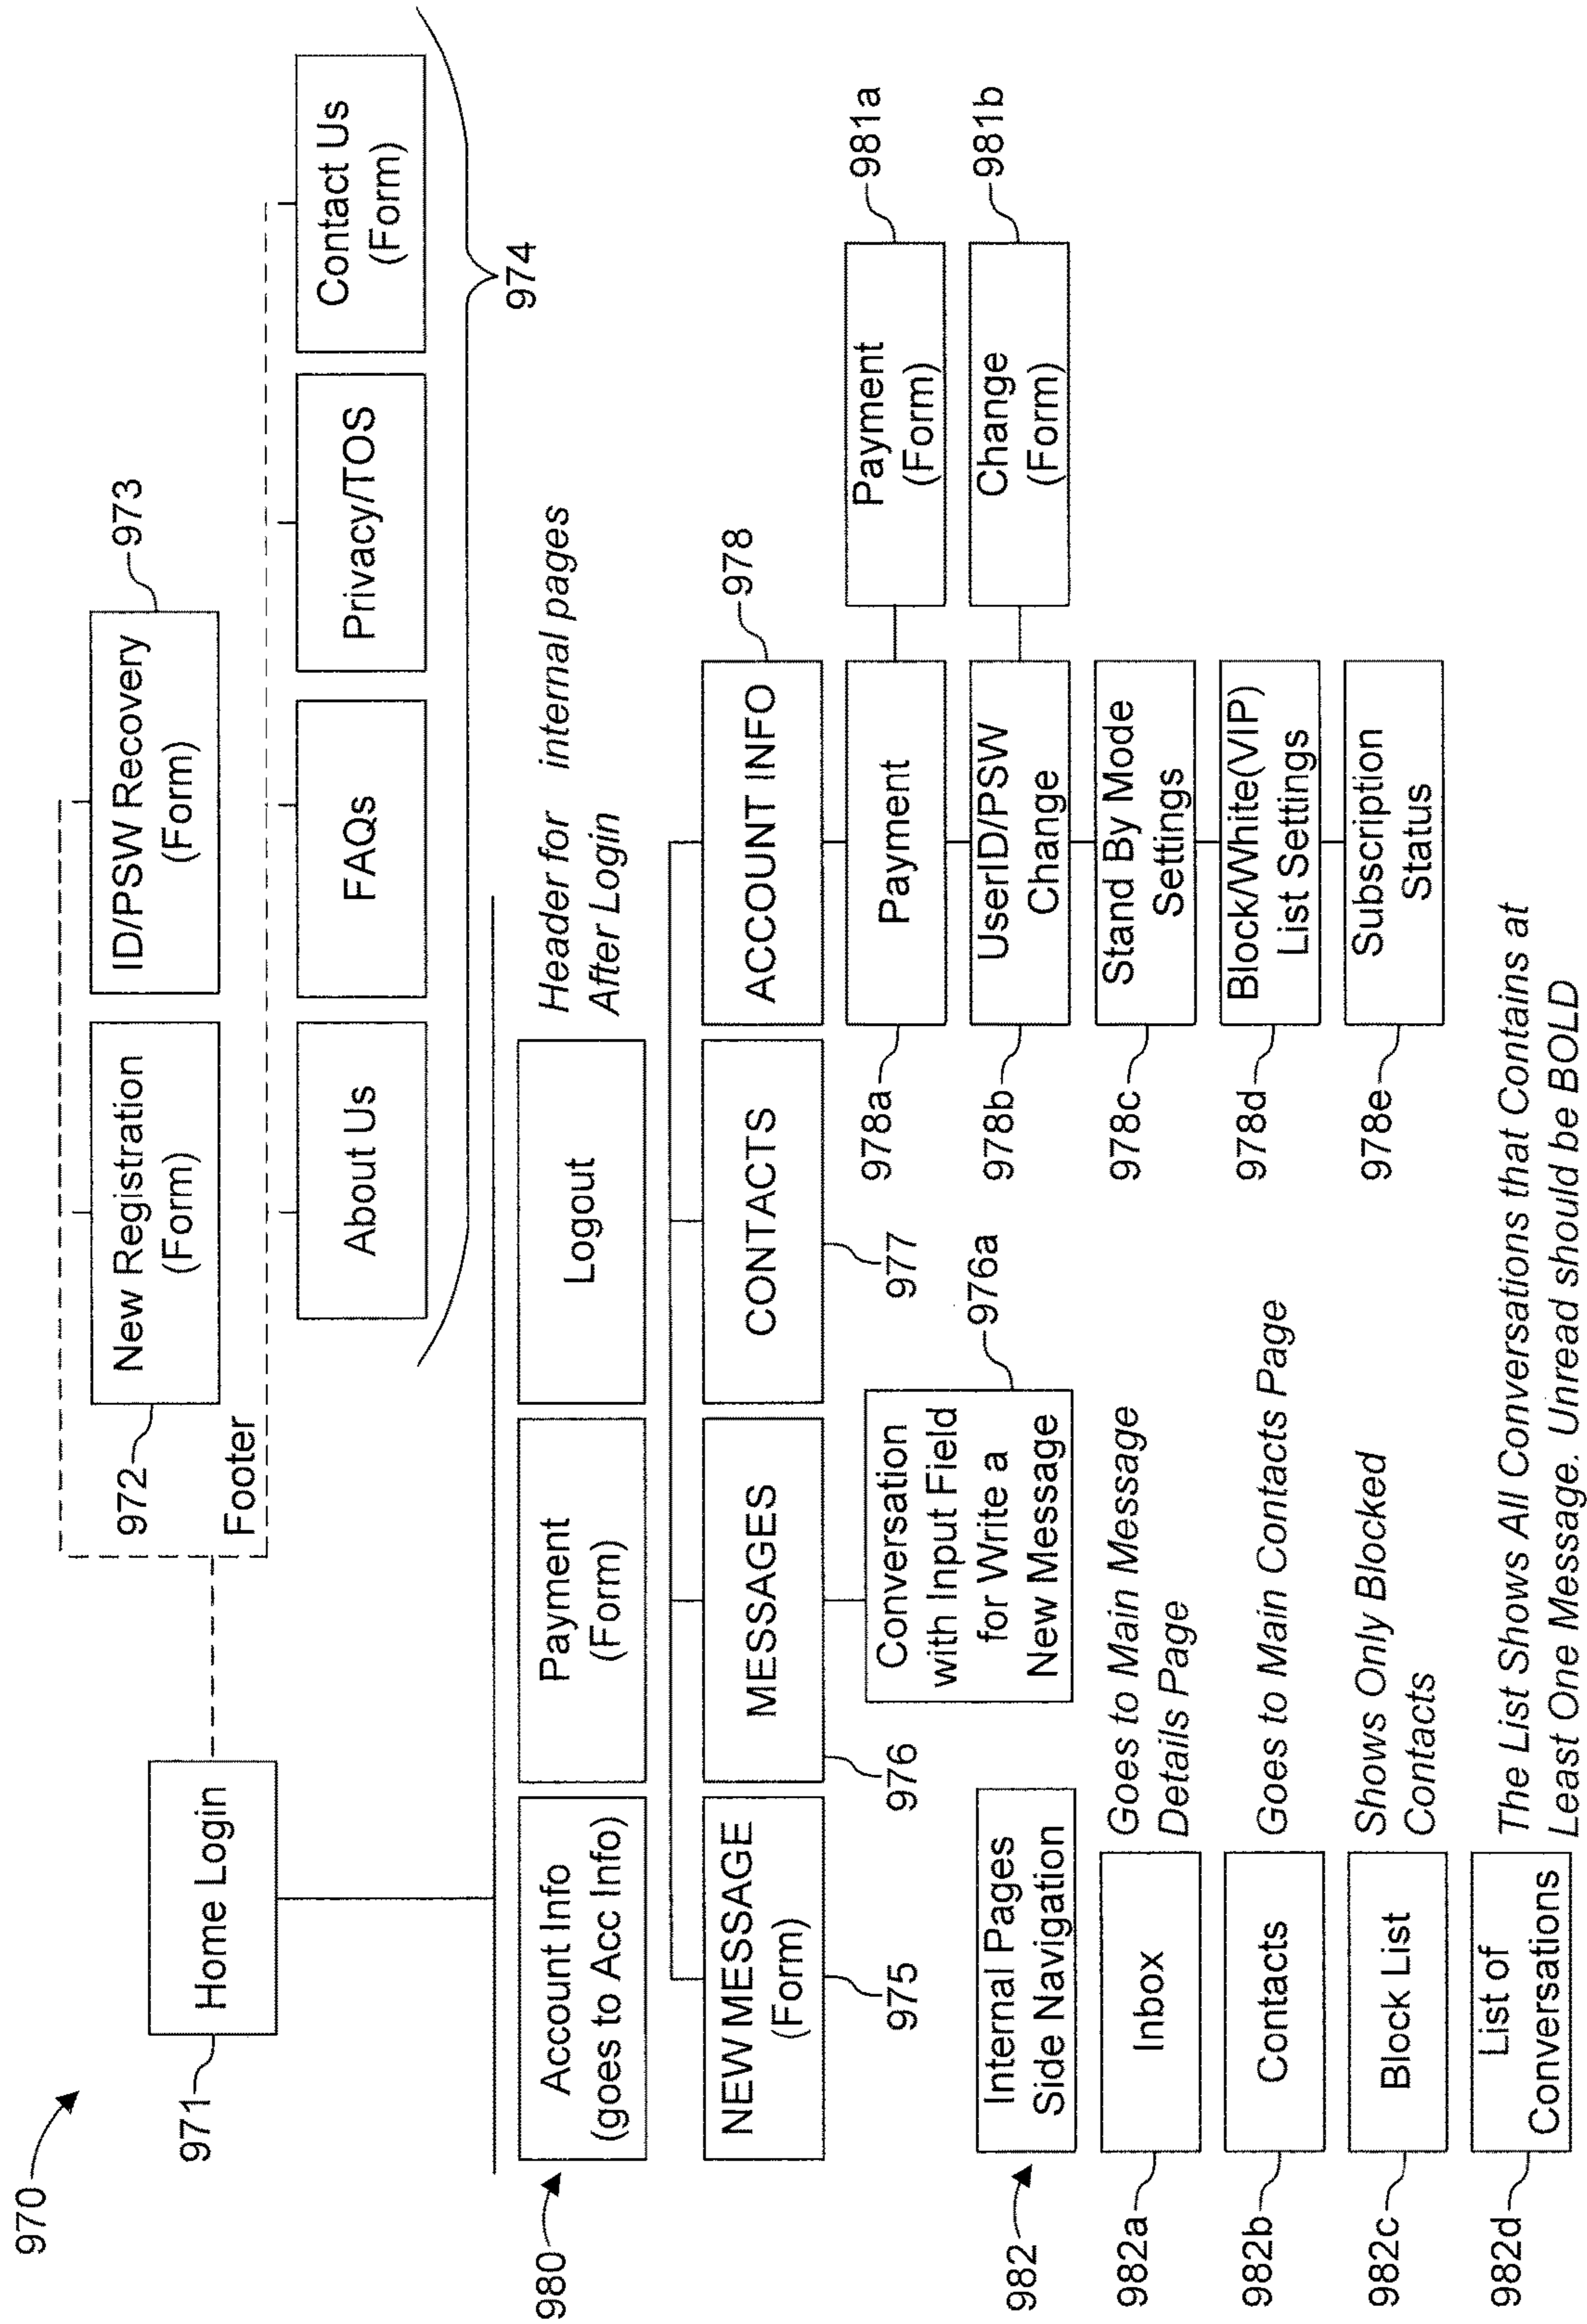 970
971
Home Login
972
New Registration
(Form)
ID/PSW Recovery
(Form)
973
Footer
About Us
FAQs
Privacy/TOS
Contact Us
(Form)
974
980
Account Info
(goes to Acc Info)
Payment
(Form)
Logout
Header for internal pages
After Login
NEW MESSAGE
(Form)
975
MESSAGES
976
CONTACTS
977
ACCOUNT INFO
978
Conversation
with Input Field
for Write a
New Message
976a
978a
Payment
Payment
(Form)
981a
978b
UserID/PSW
Change
Change
(Form)
981b
978c
Stand By Mode
Settings
978d
Block/White(VIP)
List Settings
978e
Subscription
Status
982
Internal Pages
Side Navigation
982a
Inbox
Goes to Main Message
Details Page
982b
Contacts
Goes to Main Contacts Page
982c
Block List
Shows Only Blocked
Contacts
982d
List of
Conversations
The List Shows All Conversations that Contains at
Least One Message. Unread should be BOLD